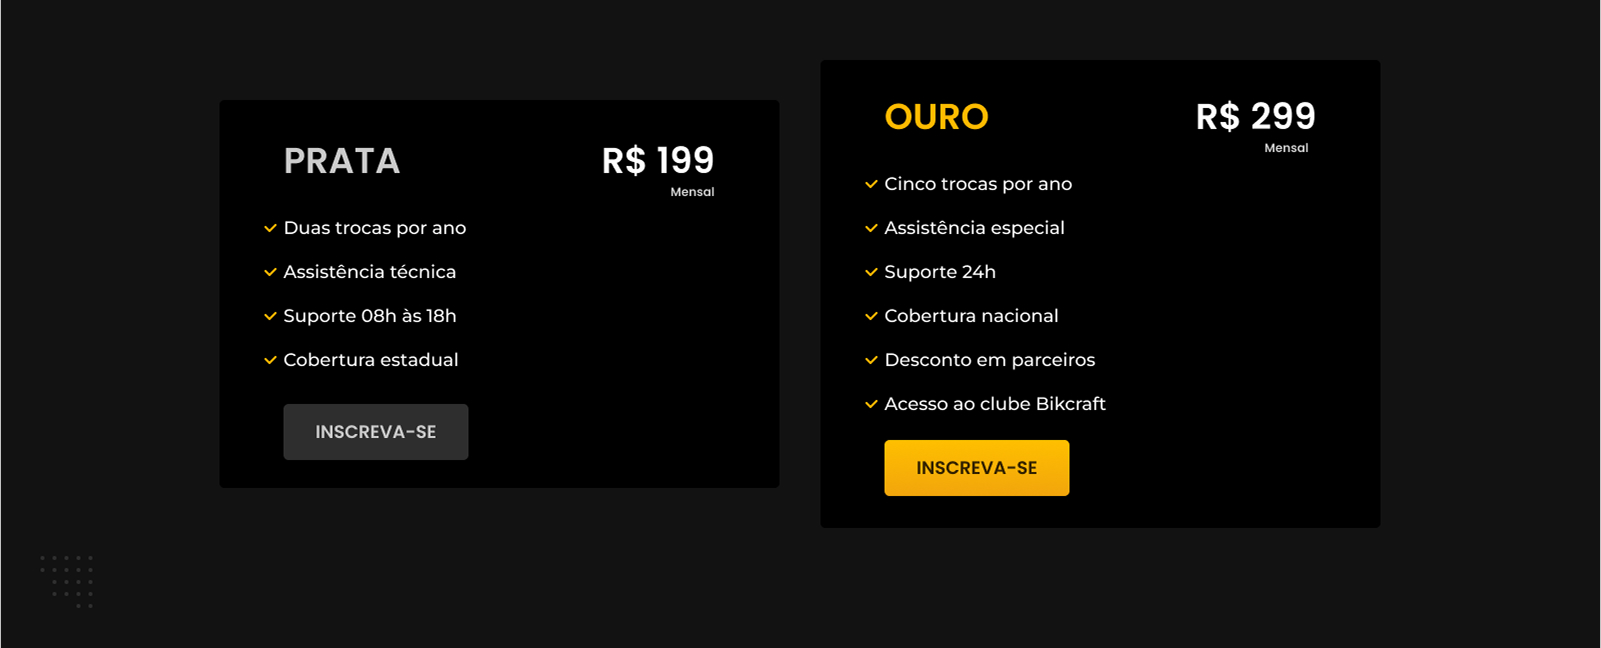 PRATA
R$ 199
Mensal
Duas trocas por ano
Assistência técnica
Suporte 08h às 18h
Cobertura estadual
INSCREVA-SE
OURO
R$ 299
Mensal
Cinco trocas por ano
Assistência especial
Suporte 24h
Cobertura nacional
Desconto em parceiros
Acesso ao clube Bikcraft
INSCREVA-SE